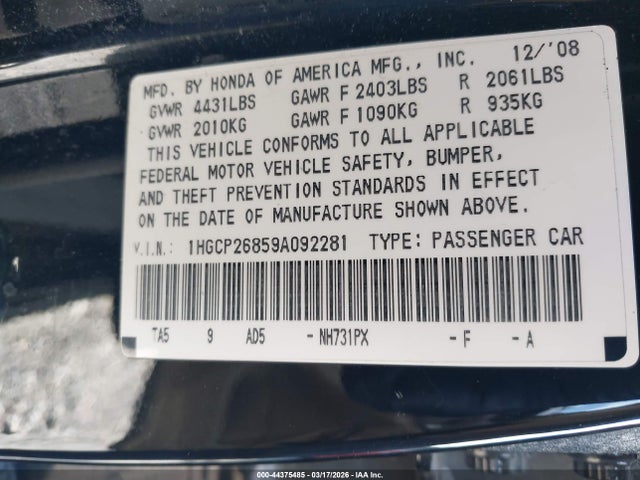 MFD. BY HONDA OF AMERICA MFG., INC. 12/'08
GVWR 4431LBS GAWR F 2403LBS R 2061LBS
GVWR 2010KG GAWR F 1090KG R 935KG
THIS VEHICLE CONFORMS TO ALL APPLICABLE
FEDERAL MOTOR VEHICLE SAFETY, BUMPER,
AND THEFT PREVENTION STANDARDS IN EFFECT
ON THE DATE OF MANUFACTURE SHOWN ABOVE.
V.I.N.: 1HGCP26859A092281 TYPE: PASSENGER CAR
TA5 9 AD5 -NH731PX -F -A
000-44375485 - 03/17/2026 - IAA, Inc.